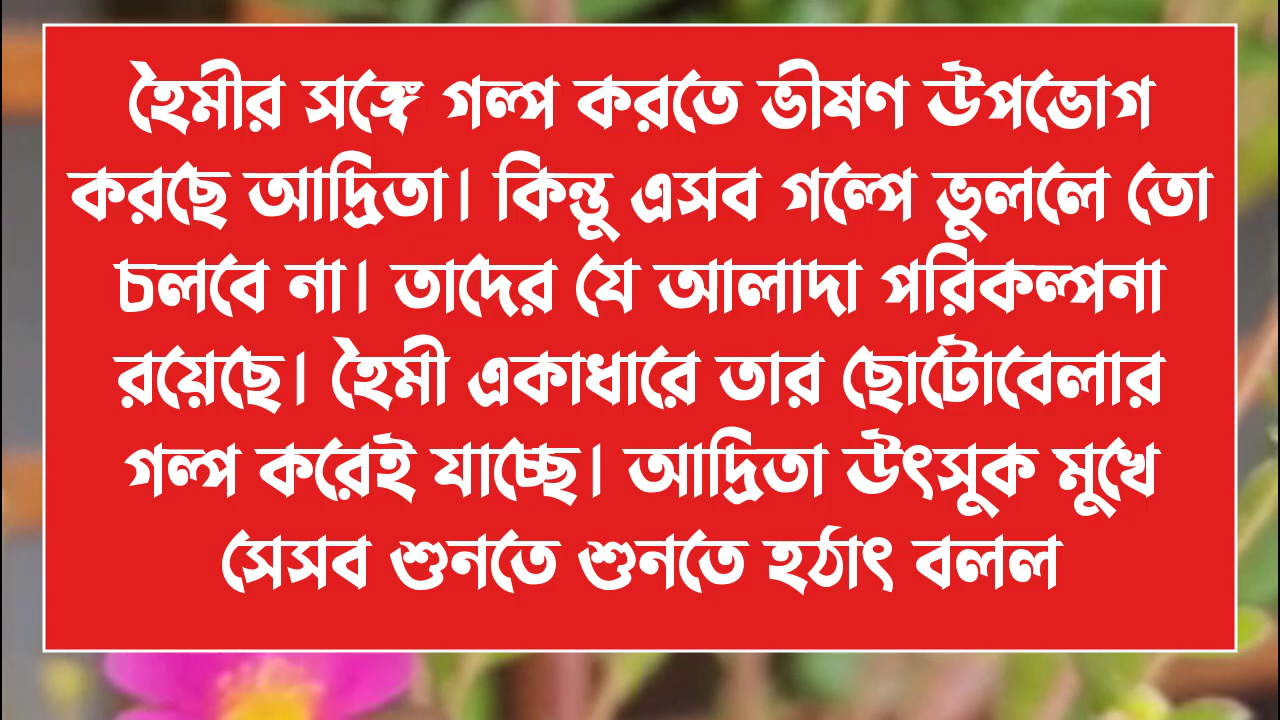 হৈমীর সঙ্গে গল্প করতে ভীষণ উপভোগ
করছে আদ্রিতা। কিন্তু এসব গল্পে ভুললে তো
চলবে না। তাদের যে আলাদা পরিকল্পনা
রয়েছে। হৈমী একাধারে তার ছোটোবেলার
গল্প করেই যাচ্ছে। আদ্রিতা উৎসুক মুখে
সেসব শুনতে শুনতে হঠাৎ বলল